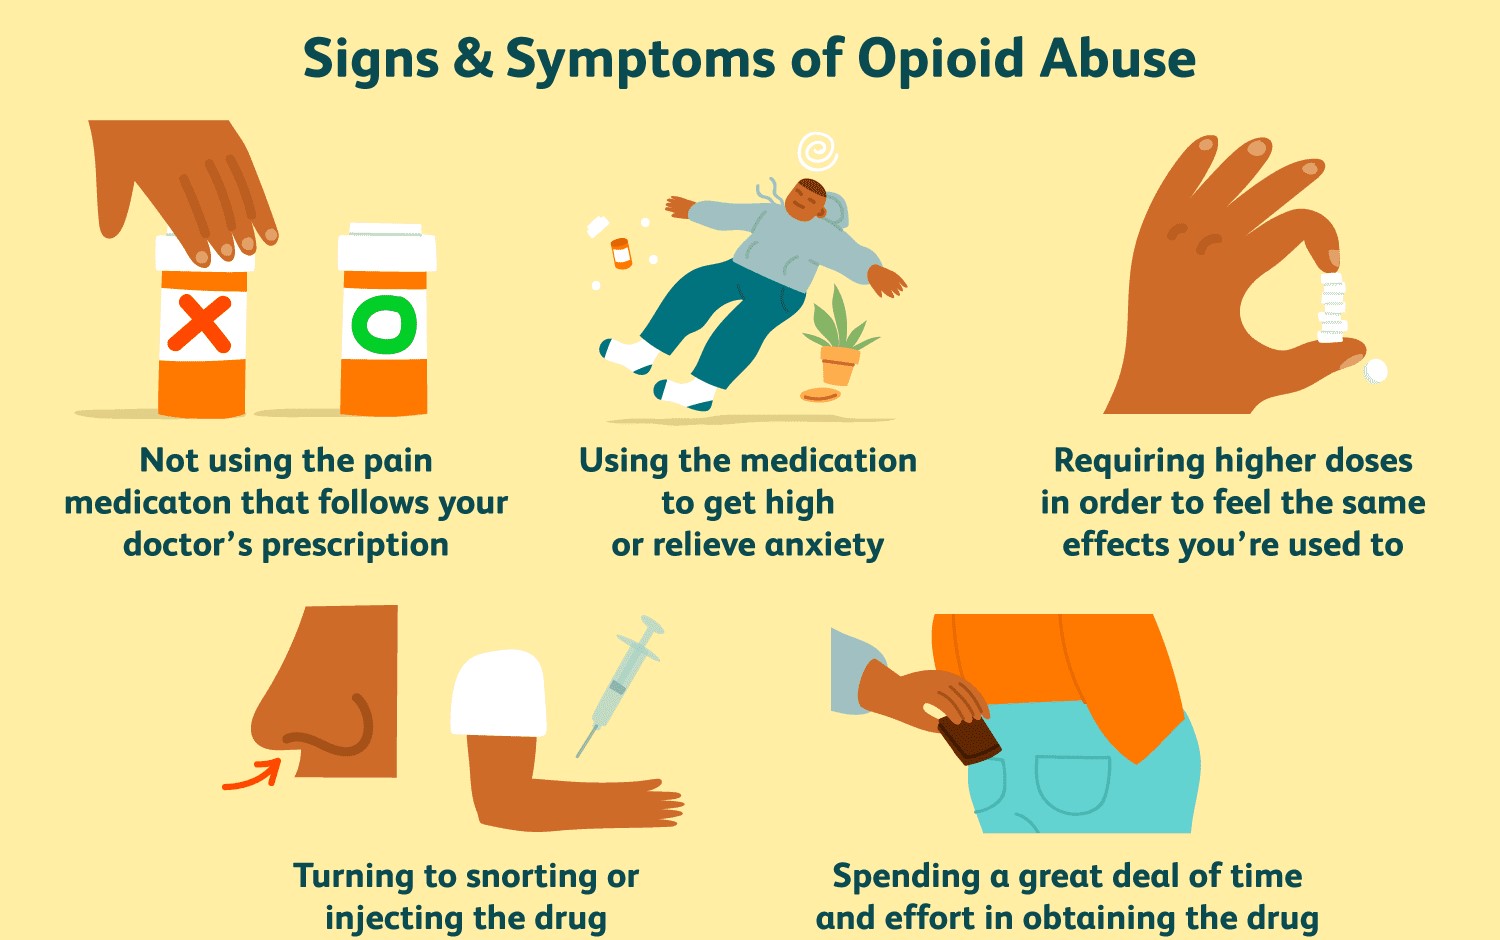 Signs & Symptoms of Opioid Abuse
Not using the pain
medicaton that follows your
doctor's prescription
Using the medication
to get high
or relieve anxiety
Requiring higher doses
in order to feel the same
effects you're used to
Turning to snorting or
injecting the drug
Spending a great deal of time
and effort in obtaining the drug